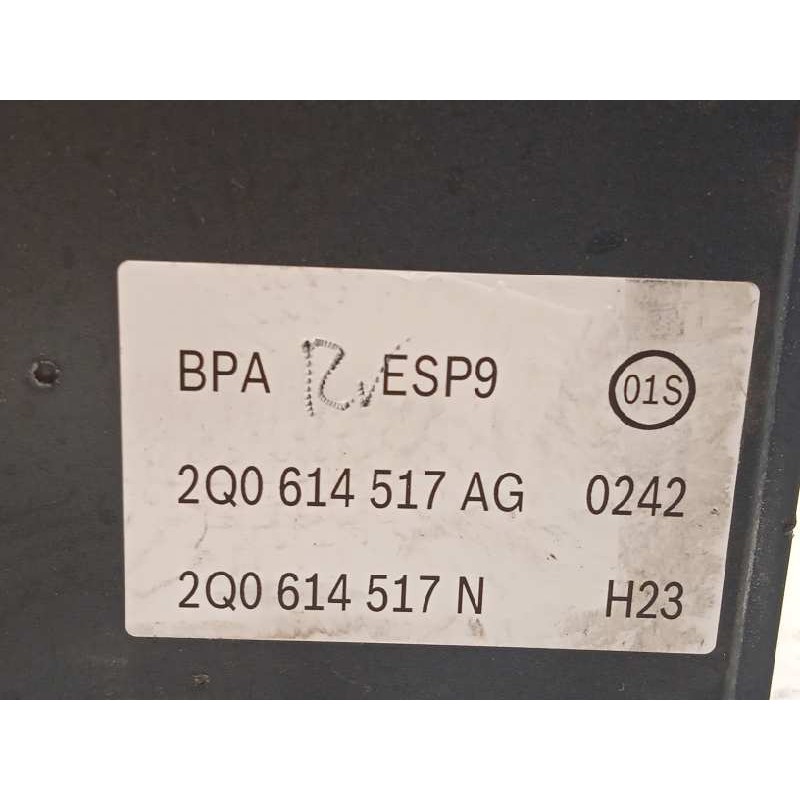 BPA ESP9 01S
2Q0 614 517 AG 0242
2Q0 614 517 N H23